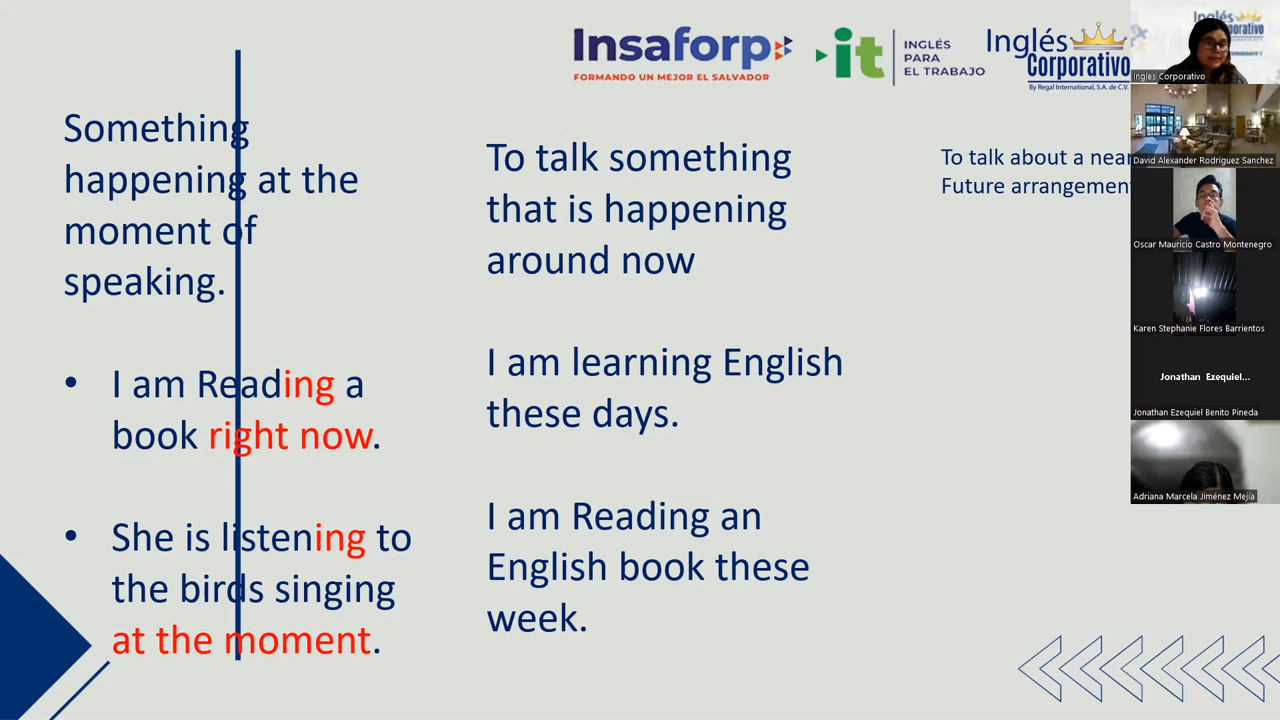 Insaforp
FORMANDO UN MEJOR EL SALVADOR
it
INGLÉS
PARA
EL TRABAJO
Inglés
Corporativo
By Regal International, S.A. de C.V.
Something
happening at the
moment of
speaking.
• I am Reading a
book right now.
• She is listening to
the birds singing
at the moment.
To talk something
that is happening
around now
I am learning English
these days.
I am Reading an
English book these
week.
To talk about a near
Future arrangement
Inglés
Corporativo
Ingles Corporativo
David Alexander Rodriguez Sanchez
Oscar Mauricio Castro Montenegro
Karen Stephanie Flores Barrientos
Jonathan Ezequiel...
Jonathan Ezequiel Benito Pineda
Adriana Marcela Jiménez Mejía